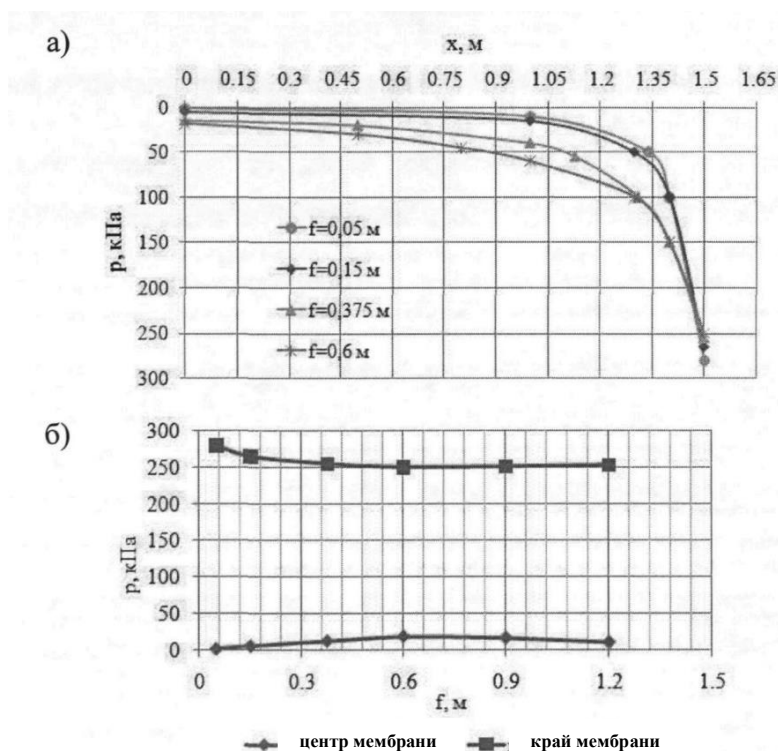 а)
x, м
0 0.15 0.3 0.45 0.6 0.75 0.9 1.05 1.2 1.35 1.5 1.65
0
50
100
150
200
250
300
p, кПа
f=0,05 м
f=0,15 м
f=0,375 м
f=0,6 м
б)
300
250
200
150
100
50
0
p, кПа
0 0.3 0.6 0.9 1.2 1.5
f, м
центр мембрани край мембрани